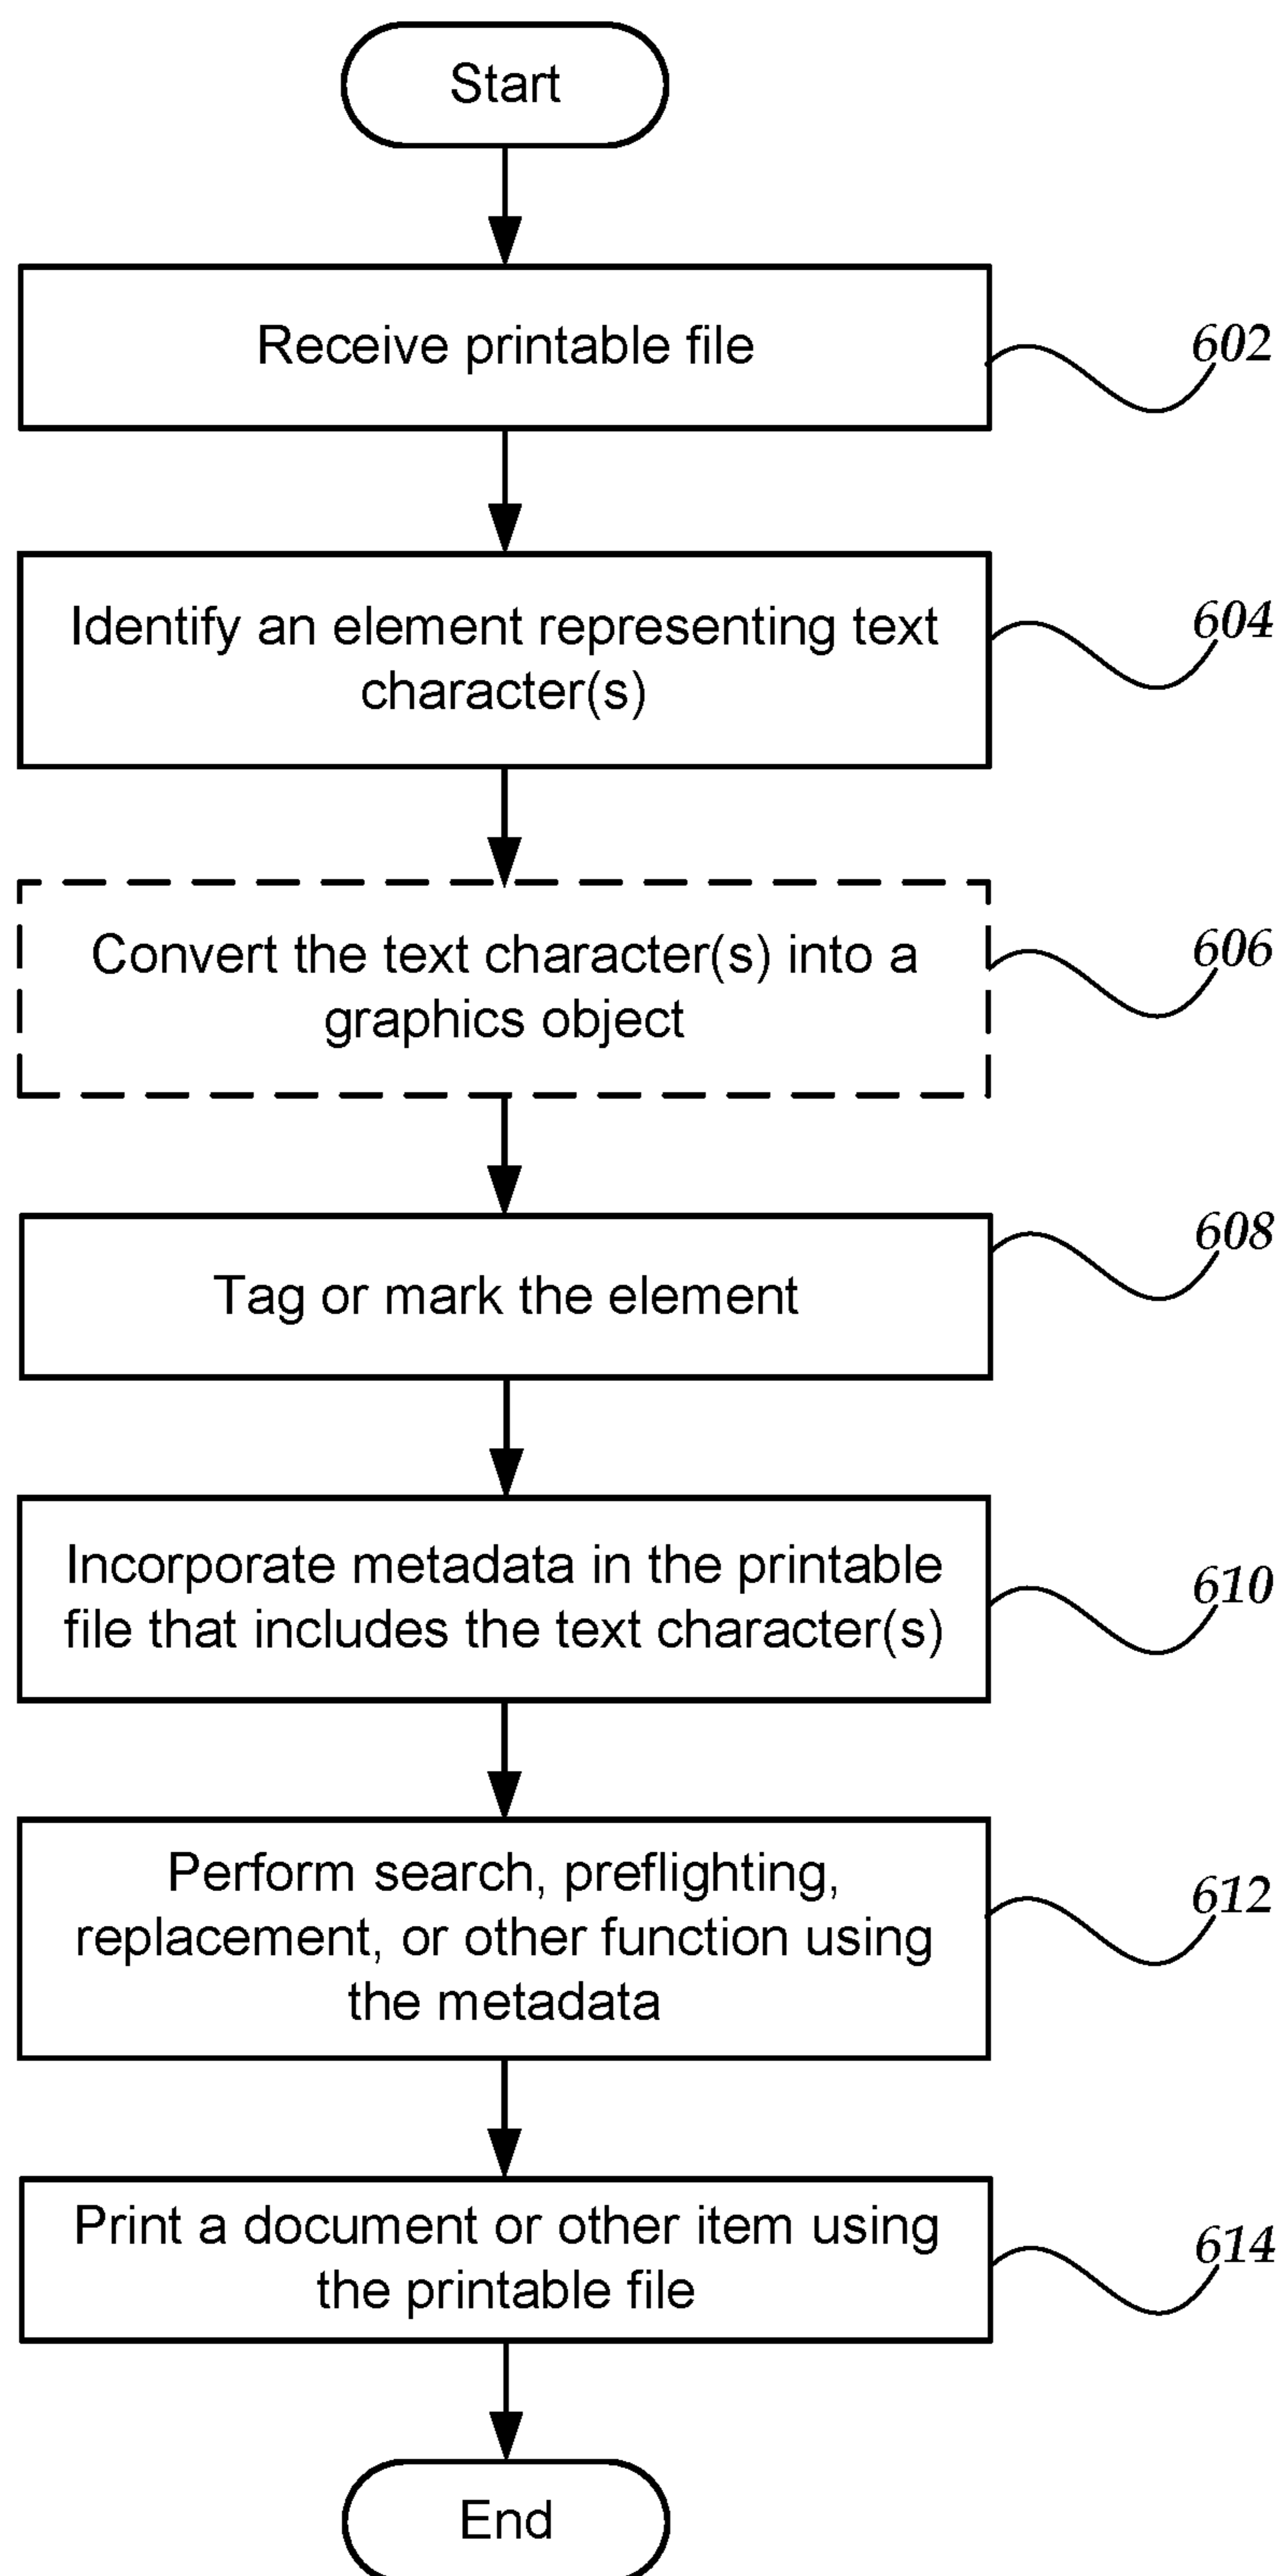 Start
Receive printable file
602
Identify an element representing text
character(s)
604
Convert the text character(s) into a
graphics object
606
Tag or mark the element
608
Incorporate metadata in the printable
file that includes the text character(s)
610
Perform search, preflighting,
replacement, or other function using
the metadata
612
Print a document or other item using
the printable file
614
End